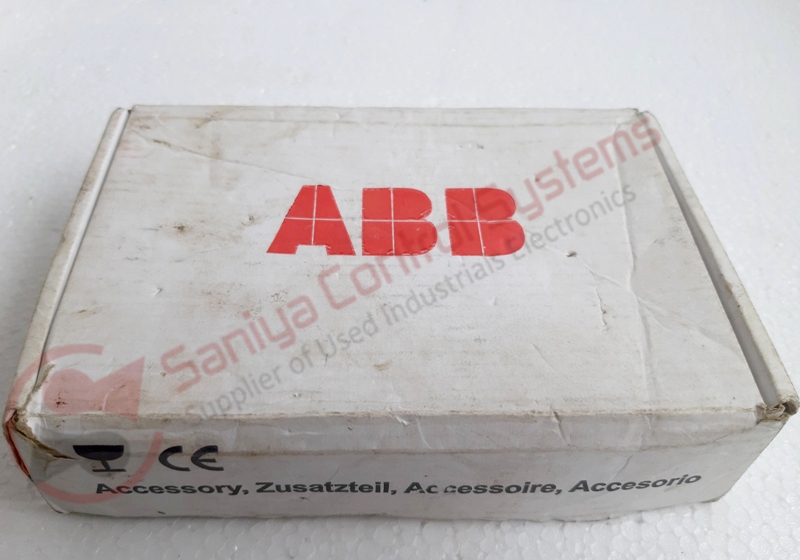 ABB
Saniya Control Systems
Supplier of Used Industrials Electronics
CE
Accessory, Zusatzteil, Accessoire, Accesorio